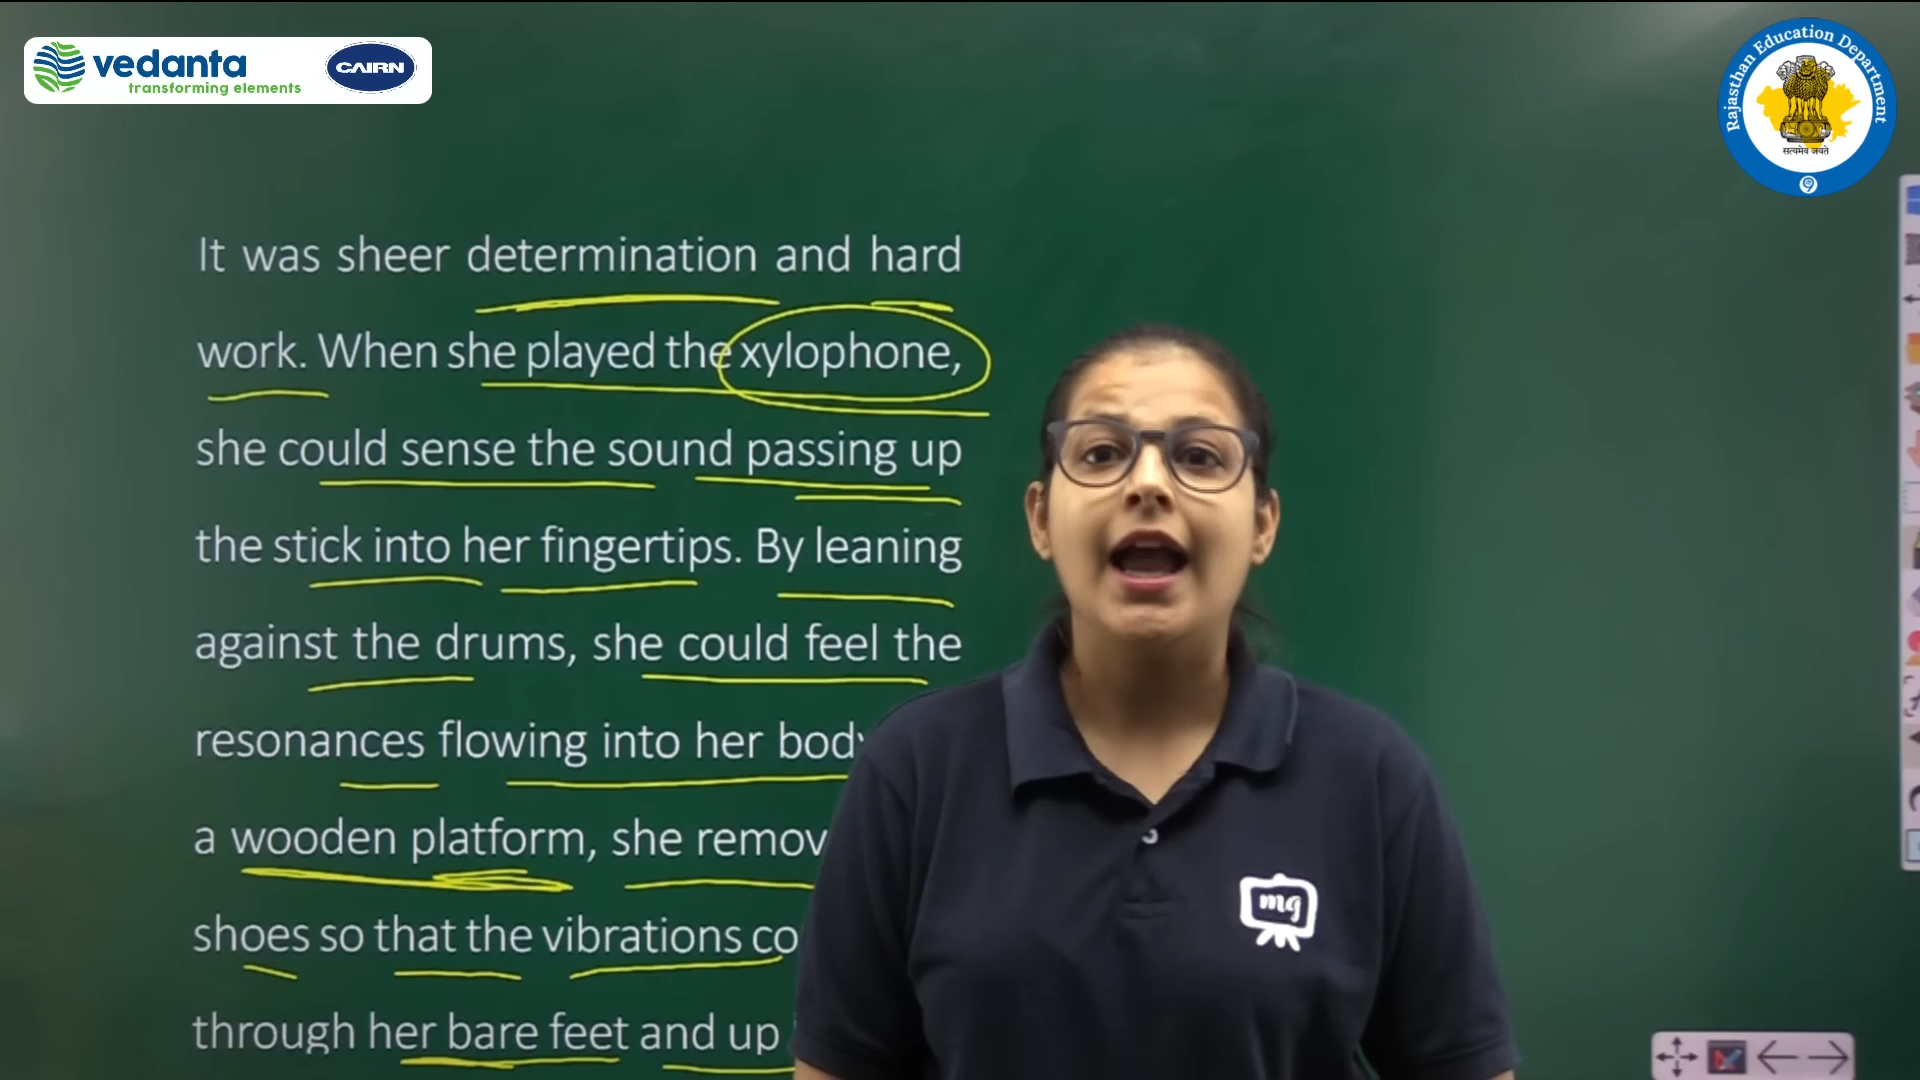 vedanta
transforming elements
CAIRN
Rajasthan Education Department
सत्यमेव जयते
It was sheer determination and hard
work. When she played the xylophone,
she could sense the sound passing up
the stick into her fingertips. By leaning
against the drums, she could feel the
resonances flowing into her body
a wooden platform, she remov
shoes so that the vibrations co
through her bare feet and up
mg